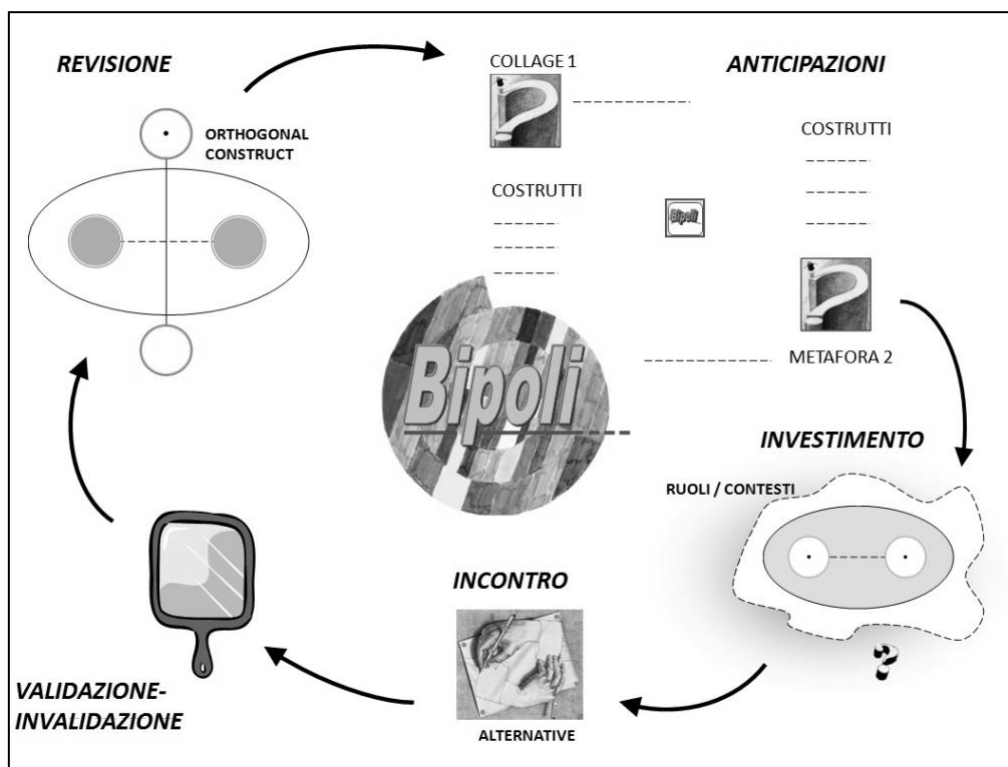 REVISIONE
ORTHOGONAL
CONSTRUCT
COLLAGE 1
ANTICIPAZIONI
COSTRUTTI
COSTRUTTI
Bipoli
METAFORA 2
Bipoli
INVESTIMENTO
RUOLI / CONTESTI
?
INCONTRO
ALTERNATIVE
VALIDAZIONE-
INVALIDAZIONE